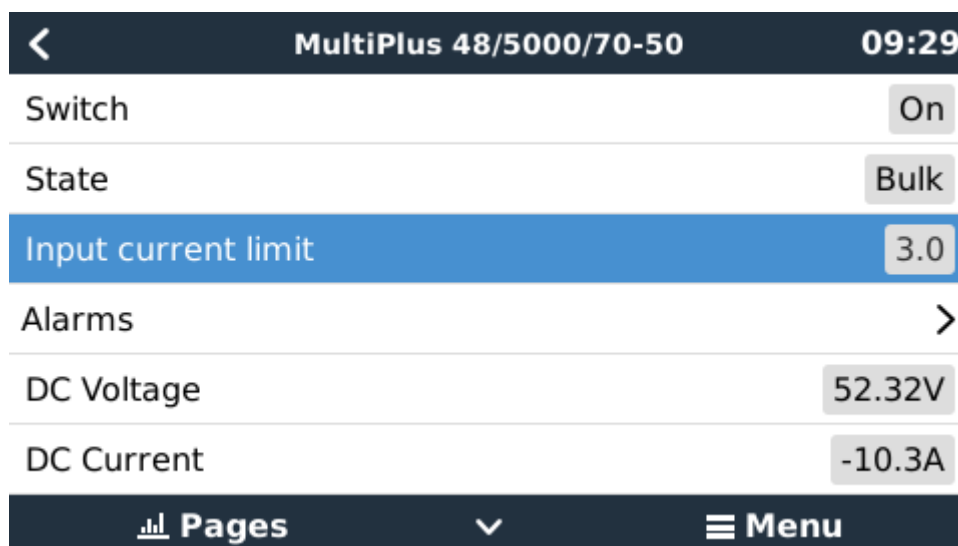 MultiPlus 48/5000/70-50 09:29
Switch On
State Bulk
Input current limit 3.0
Alarms
DC Voltage 52.32V
DC Current -10.3A
Pages Menu